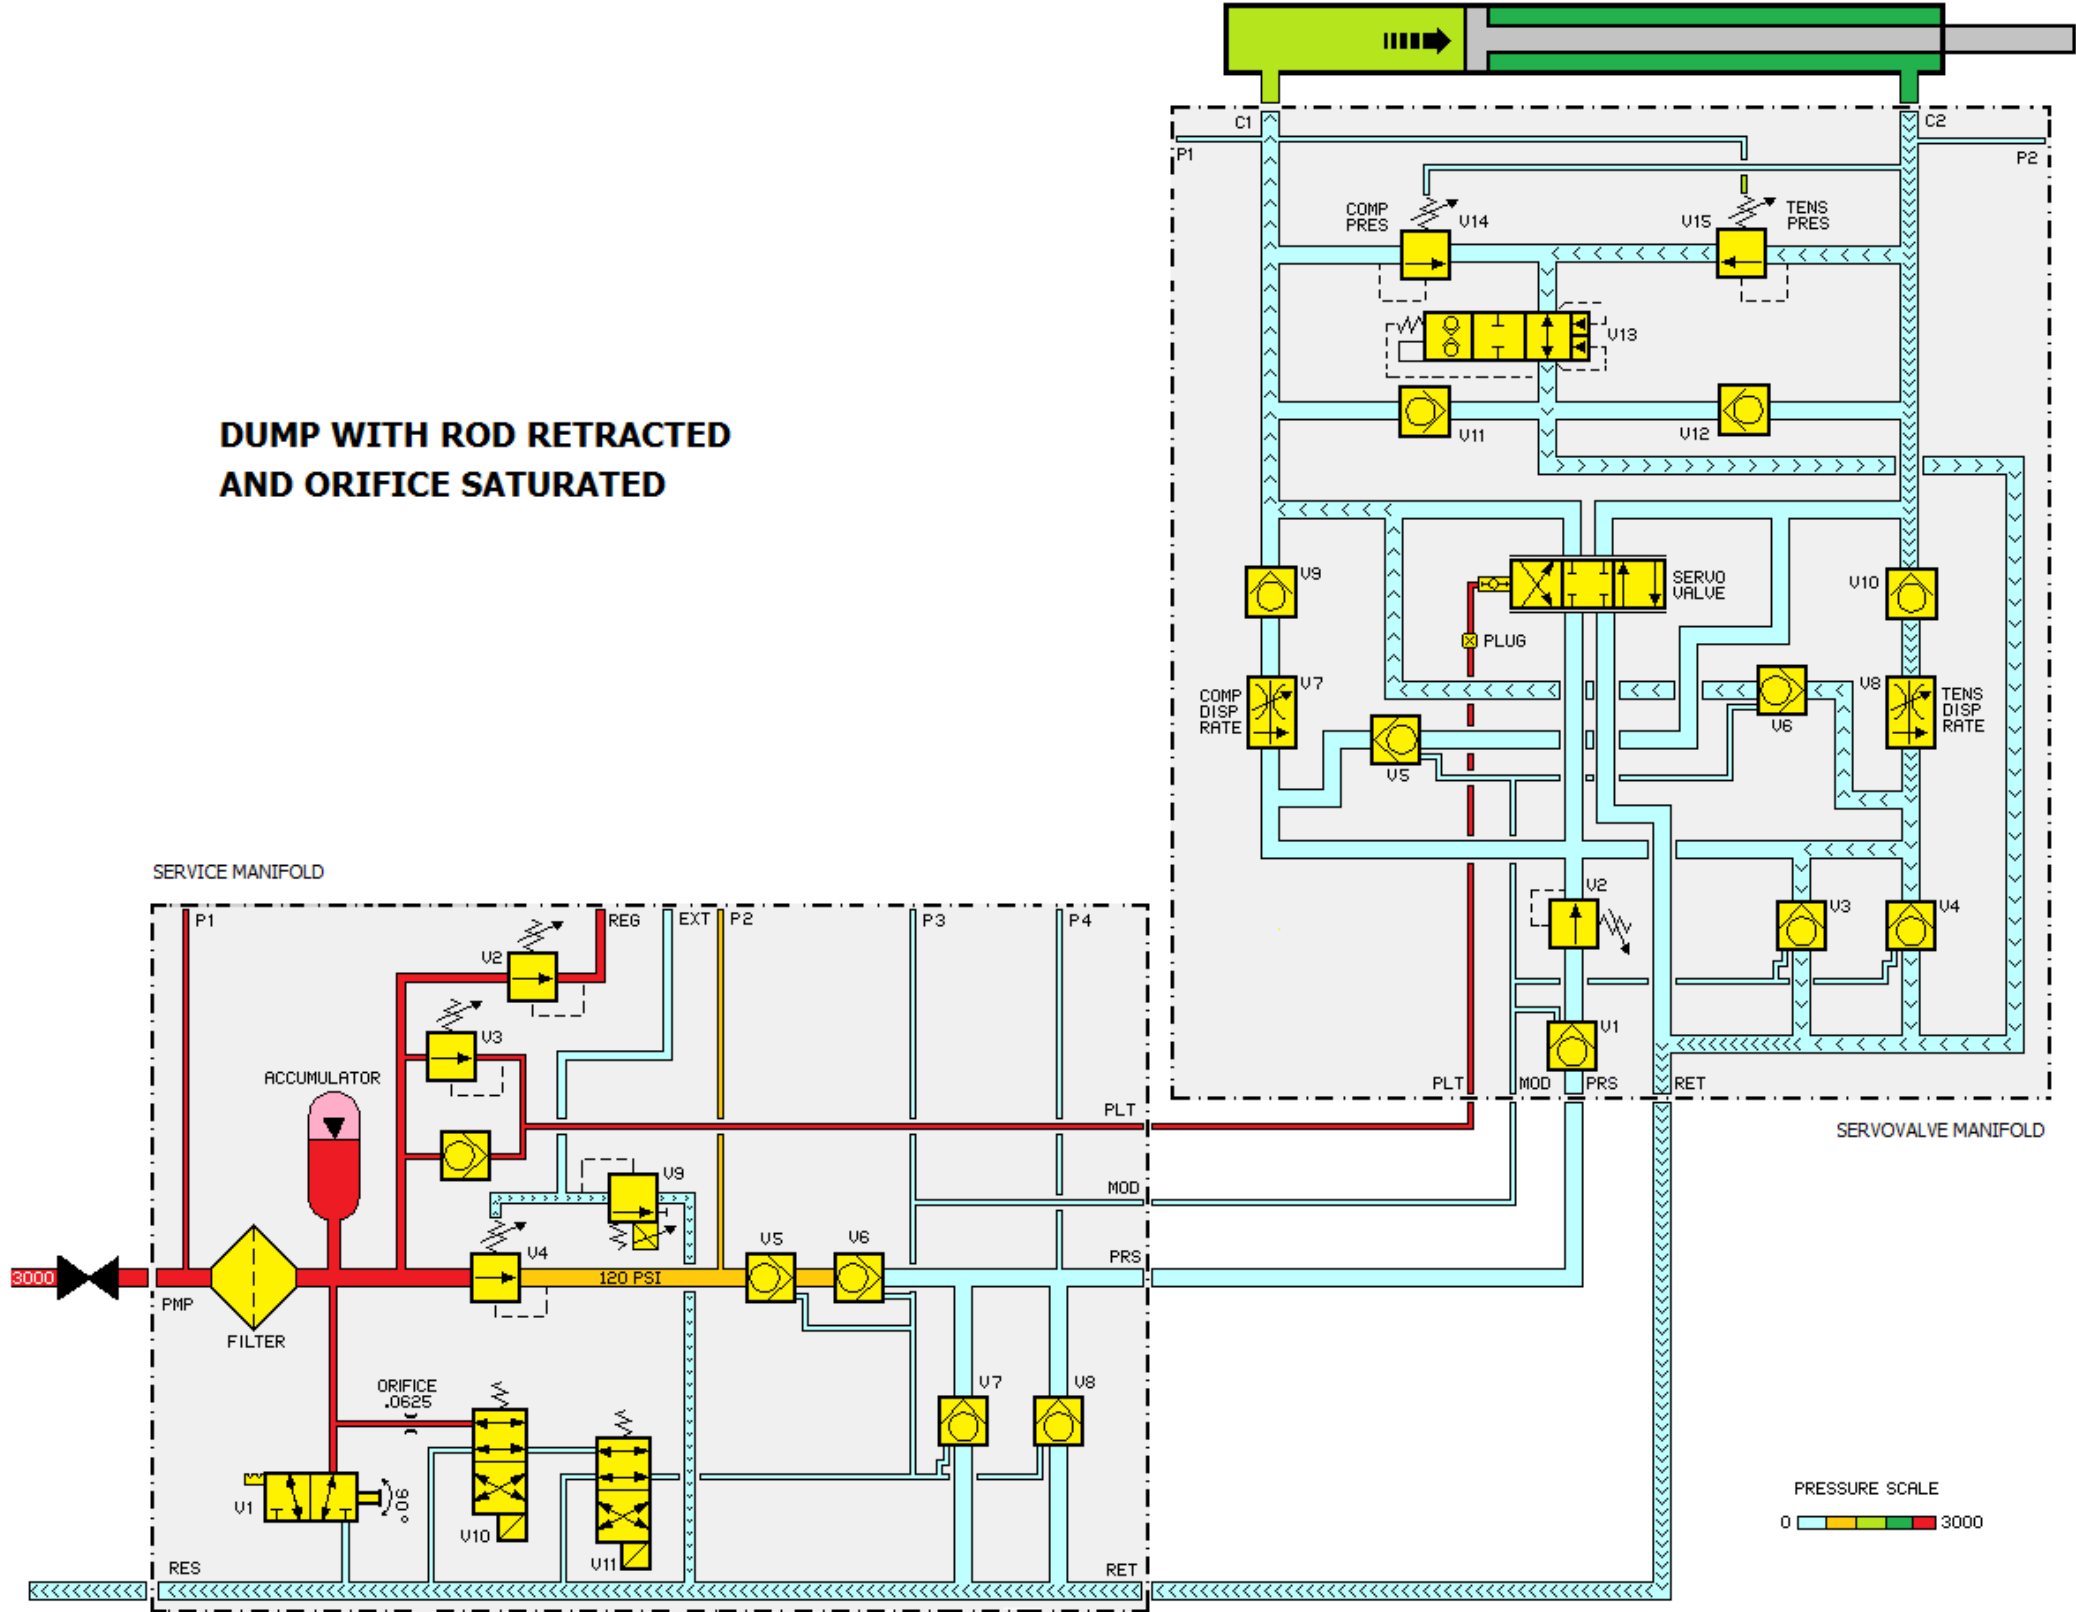 C1
C2
P1
P2
COMP
PRES
V14
V15
TENS
PRES
V13
DUMP WITH ROD RETRACTED
AND ORIFICE SATURATED
V11
V12
V9
SERVO
VALVE
V10
PLUG
COMP
DISP
RATE
V7
V5
V6
V8
TENS
DISP
RATE
SERVICE MANIFOLD
V2
V3
V4
P1
REG
EXT
P2
P3
P4
V2
V3
V1
ACCUMULATOR
PLT
MOD
PRS
RET
PLT
SERVOVALVE MANIFOLD
V9
MOD
V4
V5
V6
PRS
3000
120 PSI
PMP
FILTER
ORIFICE
.0625
V7
V8
V1
90°
V10
V11
PRESSURE SCALE
0
3000
RES
RET